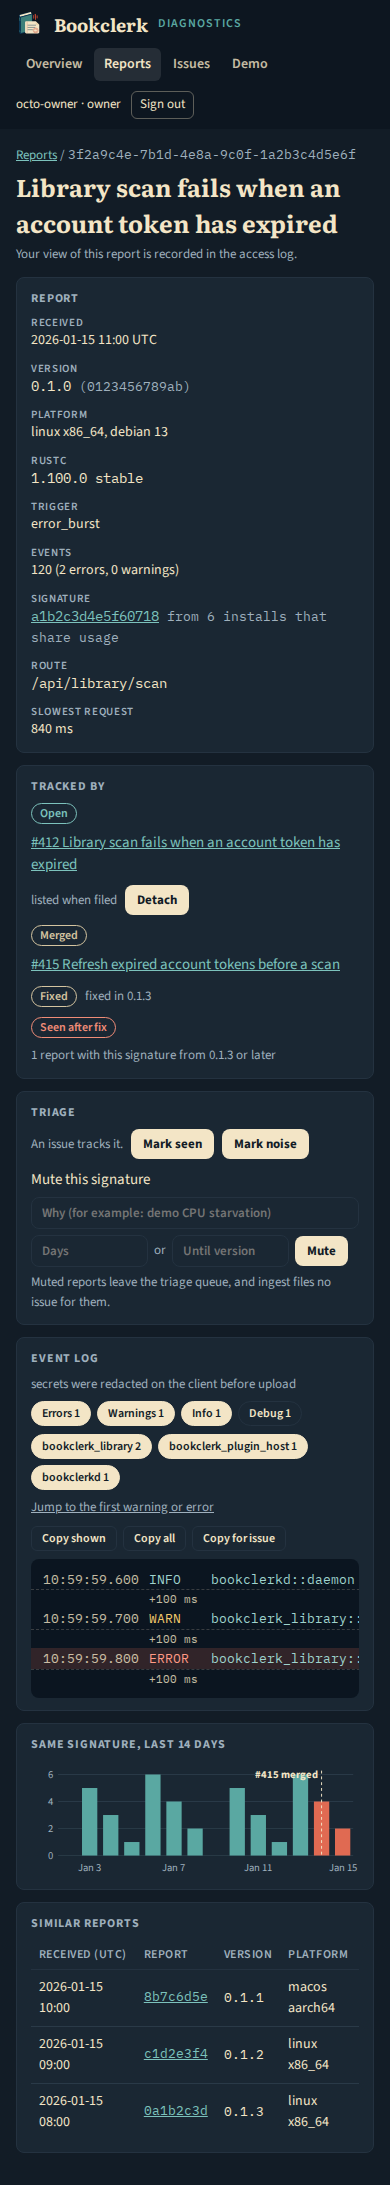 Bookclerk DIAGNOSTICS
Overview Reports Issues Demo
octo-owner · owner Sign out
Reports / 3f2a9c4e-7b1d-4e8a-9c0f-1a2b3c4d5e6f
Library scan fails when an
account token has expired
Your view of this report is recorded in the access log.
REPORT
RECEIVED
2026-01-15 11:00 UTC
VERSION
0.1.0 (0123456789ab)
PLATFORM
linux x86_64, debian 13
RUSTC
1.100.0 stable
TRIGGER
error_burst
EVENTS
120 (2 errors, 0 warnings)
SIGNATURE
a1b2c3d4e5f60718 from 6 installs that
share usage
ROUTE
/api/library/scan
SLOWEST REQUEST
840 ms
TRACKED BY
Open
#412 Library scan fails when an account token has
expired
listed when filed Detach
Merged
#415 Refresh expired account tokens before a scan
Fixed fixed in 0.1.3
Seen after fix
1 report with this signature from 0.1.3 or later
TRIAGE
An issue tracks it. Mark seen Mark noise
Mute this signature
Why (for example: demo CPU starvation)
Days or Until version Mute
Muted reports leave the triage queue, and ingest files no
issue for them.
EVENT LOG
secrets were redacted on the client before upload
Errors 1 Warnings 1 Info 1 Debug 1
bookclerk_library 2 bookclerk_plugin_host 1
bookclerkd 1
Jump to the first warning or error
Copy shown Copy all Copy for issue
10:59:59.600 INFO bookclerkd::daemon
+100 ms
10:59:59.700 WARN bookclerk_library::
+100 ms
10:59:59.800 ERROR bookclerk_library::
+100 ms
SAME SIGNATURE, LAST 14 DAYS
#415 merged
6
4
2
0
Jan 3 Jan 7 Jan 11 Jan 15
SIMILAR REPORTS
RECEIVED (UTC) REPORT VERSION PLATFORM
2026-01-15 10:00 8b7c6d5e 0.1.1 macos aarch64
2026-01-15 09:00 c1d2e3f4 0.1.2 linux x86_64
2026-01-15 08:00 0a1b2c3d 0.1.3 linux x86_64